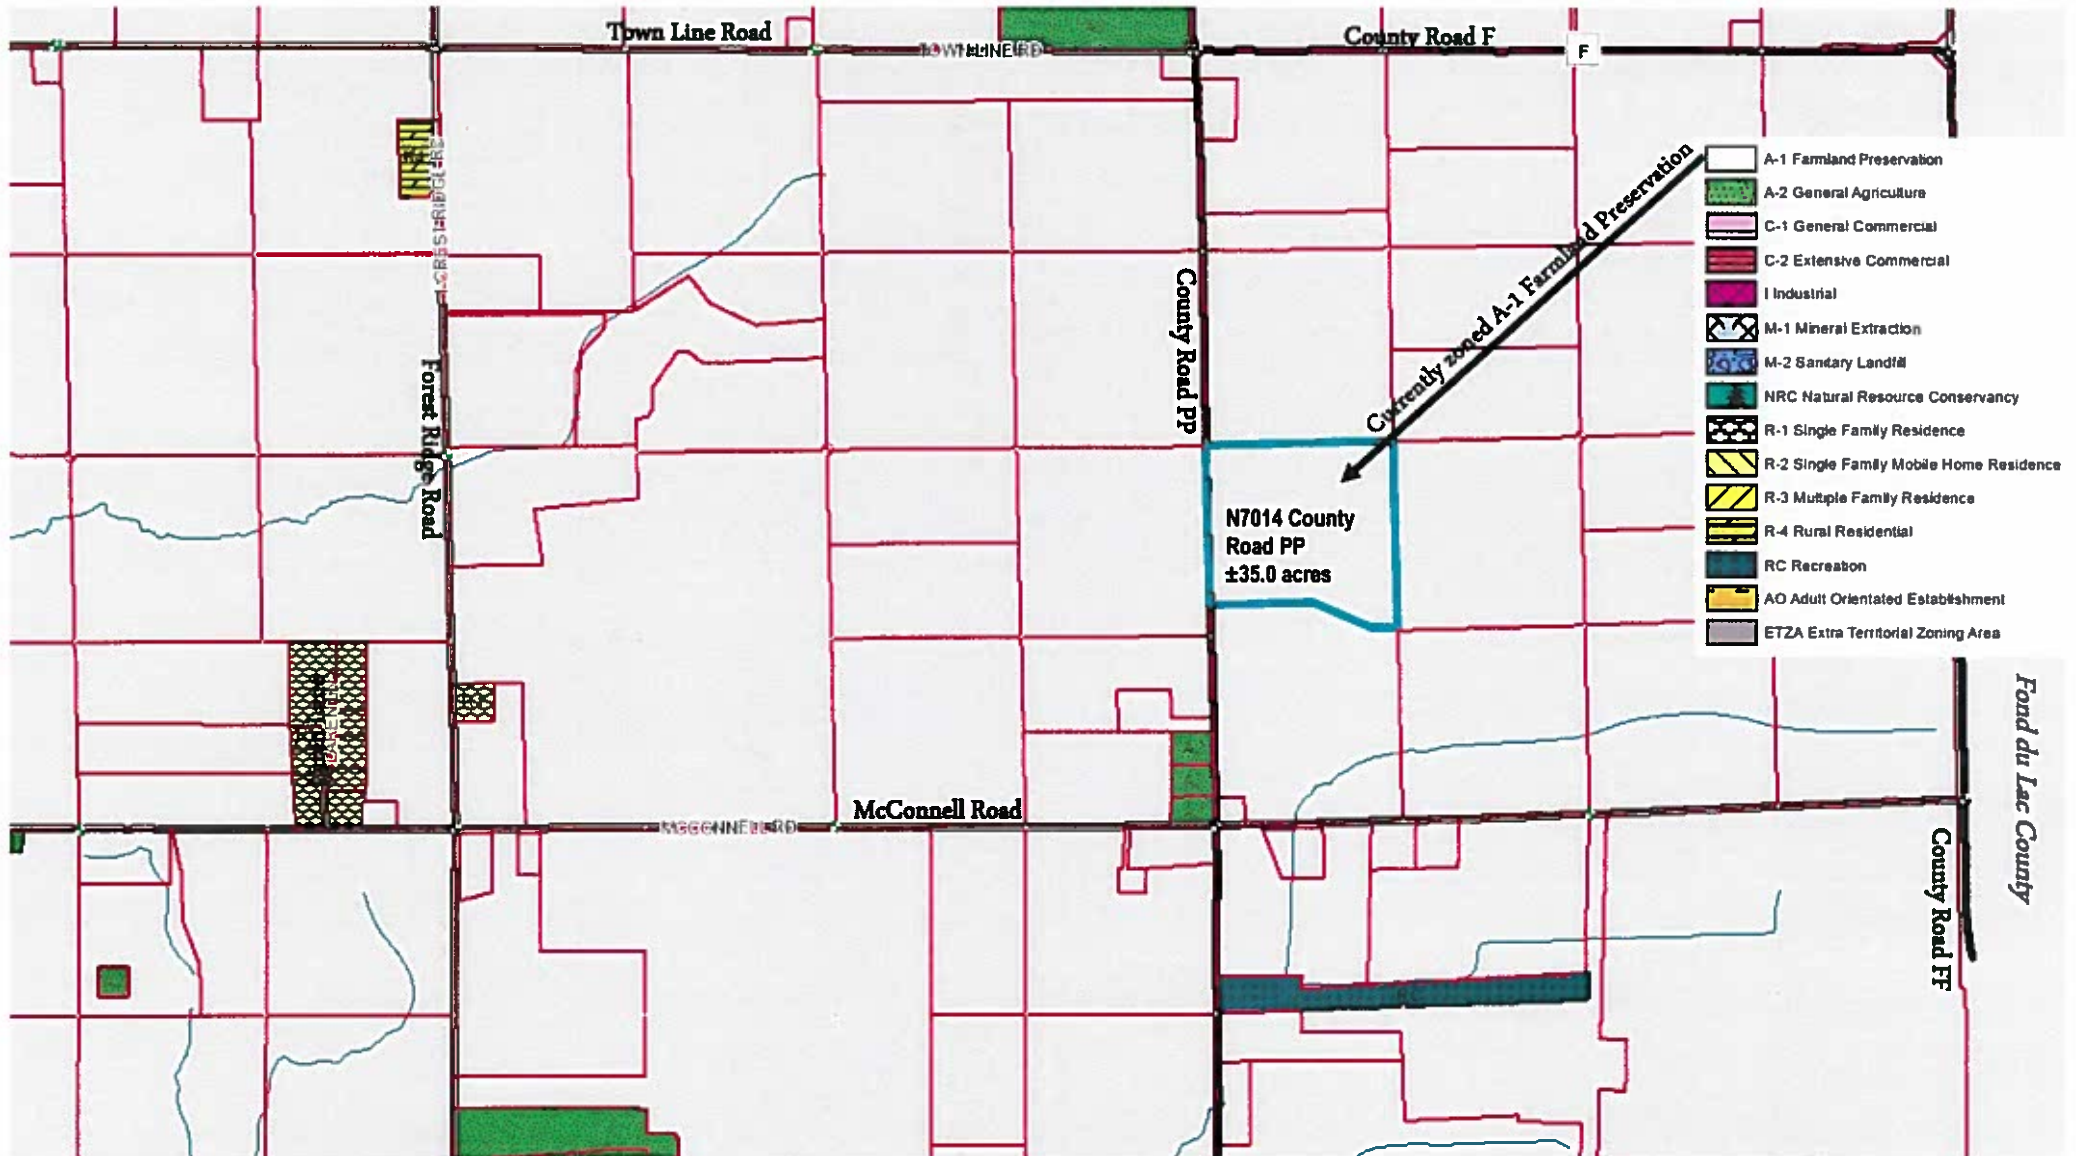 Town Line Road
County Road F
F
MCCONNELL RD
McConnell Road
County Road PP
Forest Ridge Road
Currently zoned A-1 Farmland Preservation
N7014 County
Road PP
±35.0 acres
A-1 Farmland Preservation
A-2 General Agriculture
C-1 General Commercial
C-2 Extensive Commercial
I Industrial
M-1 Mineral Extraction
M-2 Sanitary Landfill
NRC Natural Resource Conservancy
R-1 Single Family Residence
R-2 Single Family Mobile Home Residence
R-3 Multiple Family Residence
R-4 Rural Residential
RC Recreation
AO Adult Orientated Establishment
ETZA Extra Territorial Zoning Area
Fond du Lac County
County Road FF